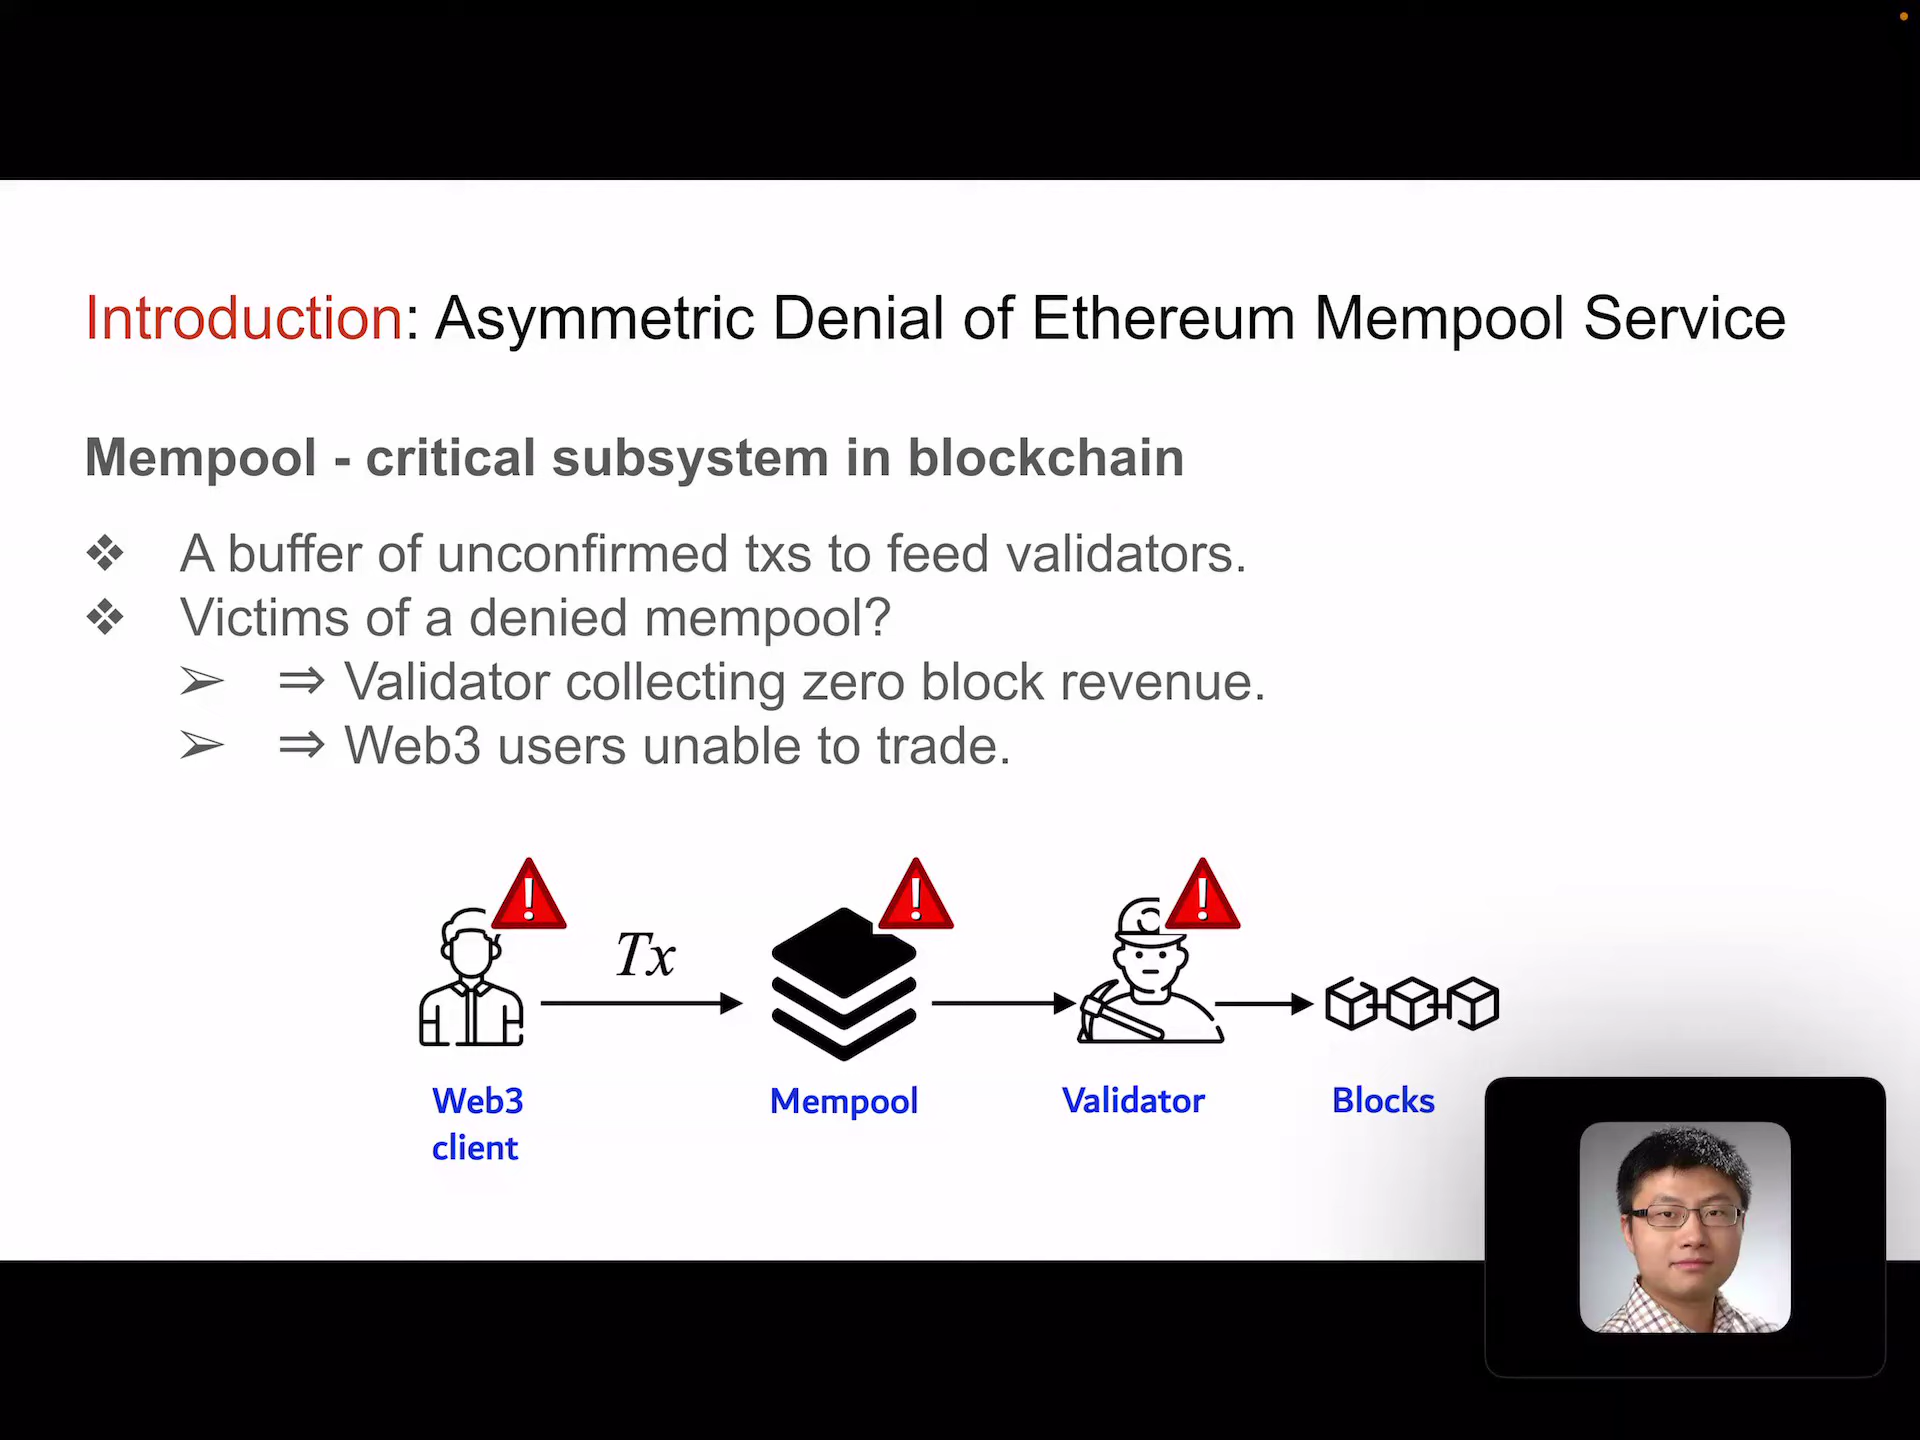 Introduction: Asymmetric Denial of Ethereum Mempool Service
Mempool - critical subsystem in blockchain
❖ A buffer of unconfirmed txs to feed validators.
❖ Victims of a denied mempool?
➢ ⇒ Validator collecting zero block revenue.
➢ ⇒ Web3 users unable to trade.
Tx
Web3
client
Mempool
Validator
Blocks